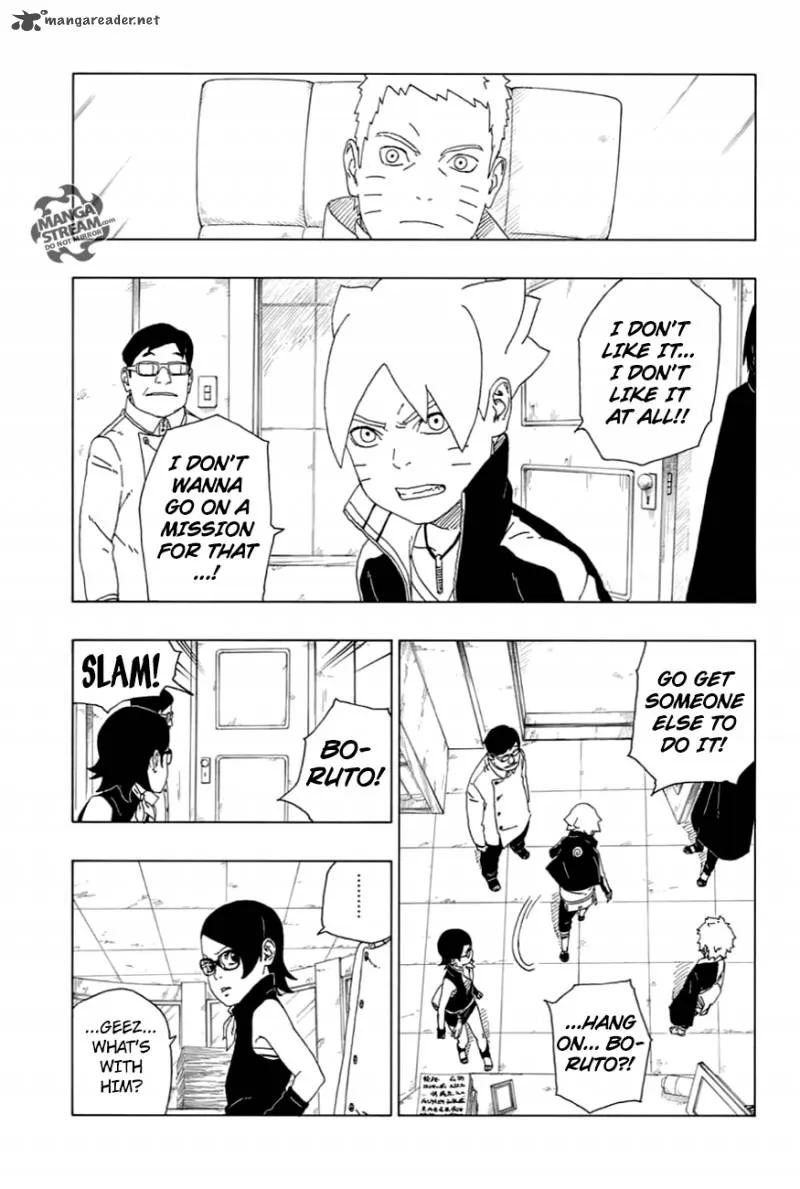 mangareader.net
MANGA
STREAM.com
DO NOT MIRROR
I DON'T
LIKE IT...
I DON'T
LIKE IT
AT ALL!!
I DON'T
WANNA
GO ON A
MISSION
FOR THAT
...!
GO GET
SOMEONE
ELSE TO
DO IT!
...HANG
ON... BO-
RUTO?!
SLAM!
BO-
RUTO!
.........
...GEEZ...
WHAT'S
WITH
HIM?